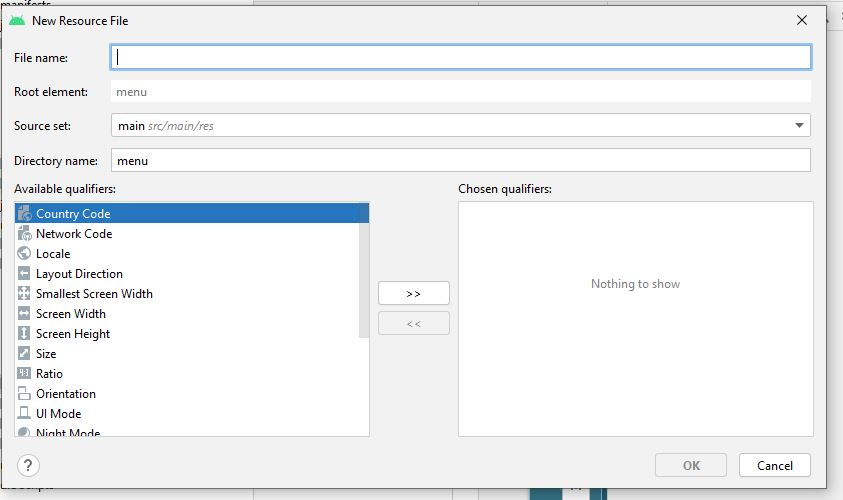 manifests
New Resource File
File name:
Root element: menu
Source set: main src/main/res
Directory name: menu
Available qualifiers: Chosen qualifiers:
Country Code
Network Code
Locale
Layout Direction
Smallest Screen Width
Screen Width
Screen Height
Size
Ratio
Orientation
UI Mode
Night Mode
>>
<<
Nothing to show
?
OK Cancel